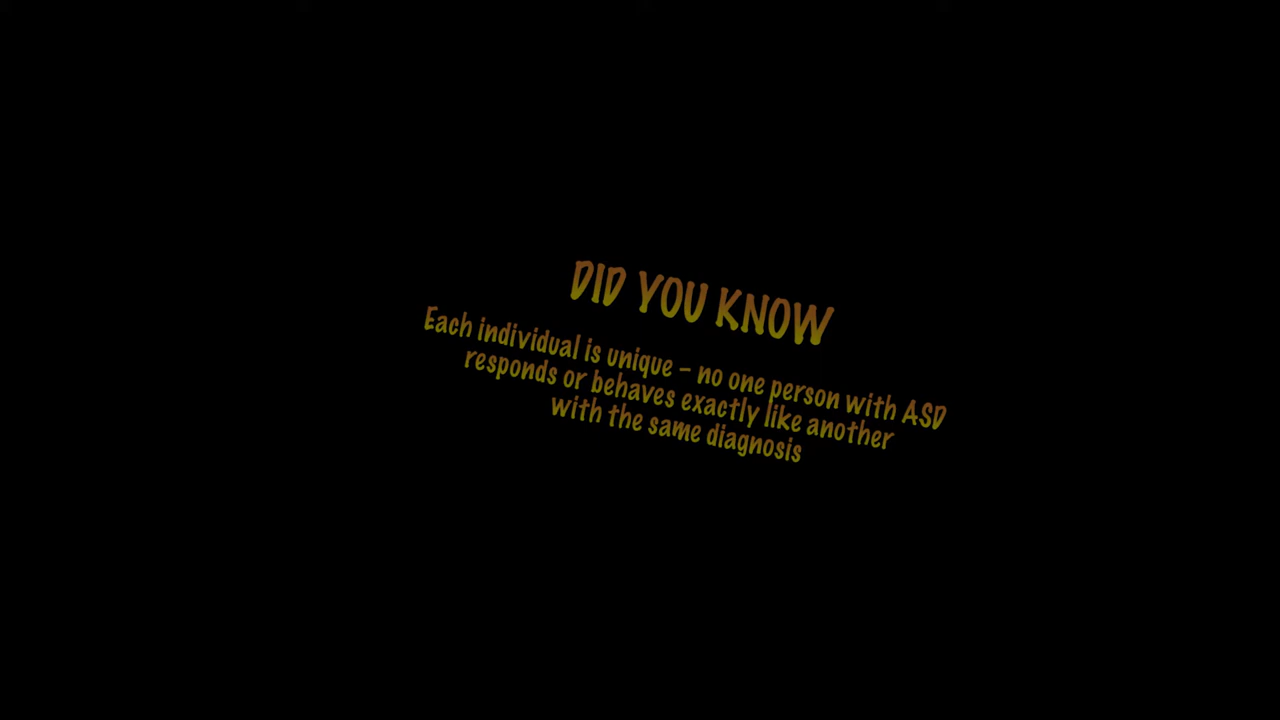 DID YOU KNOW
Each individual is unique – no one person with ASD
responds or behaves exactly like another
with the same diagnosis